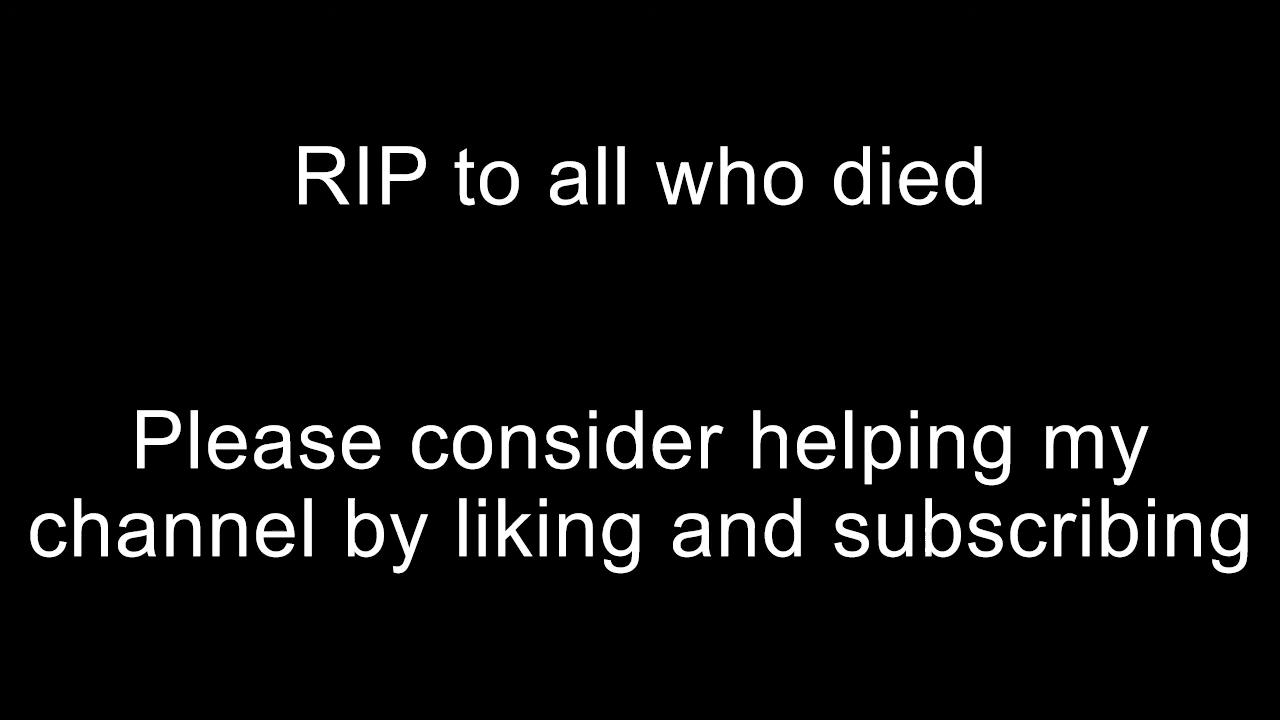 RIP to all who died
Please consider helping my
channel by liking and subscribing